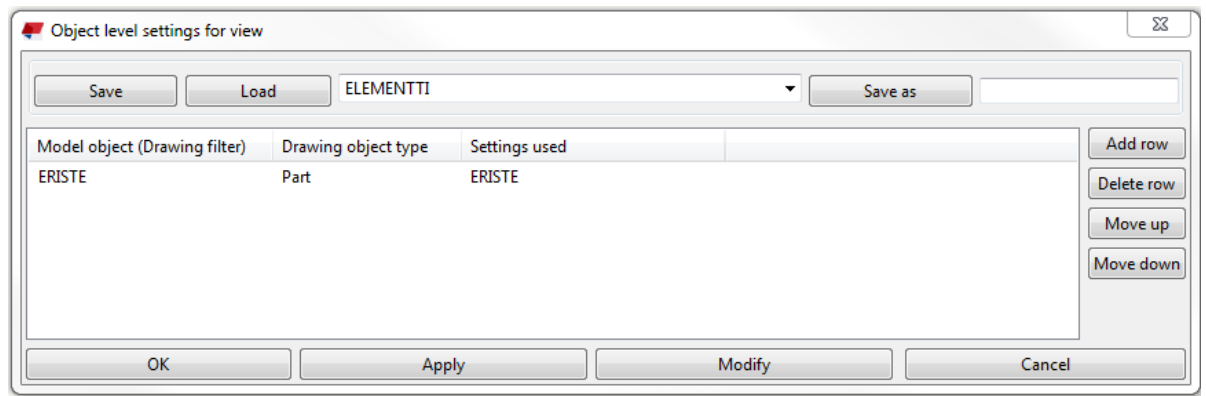 Object level settings for view
Save Load ELEMENTTI Save as
Model object (Drawing filter) Drawing object type Settings used Add row
ERISTE Part ERISTE
Delete row
Move up
Move down
OK Apply Modify Cancel